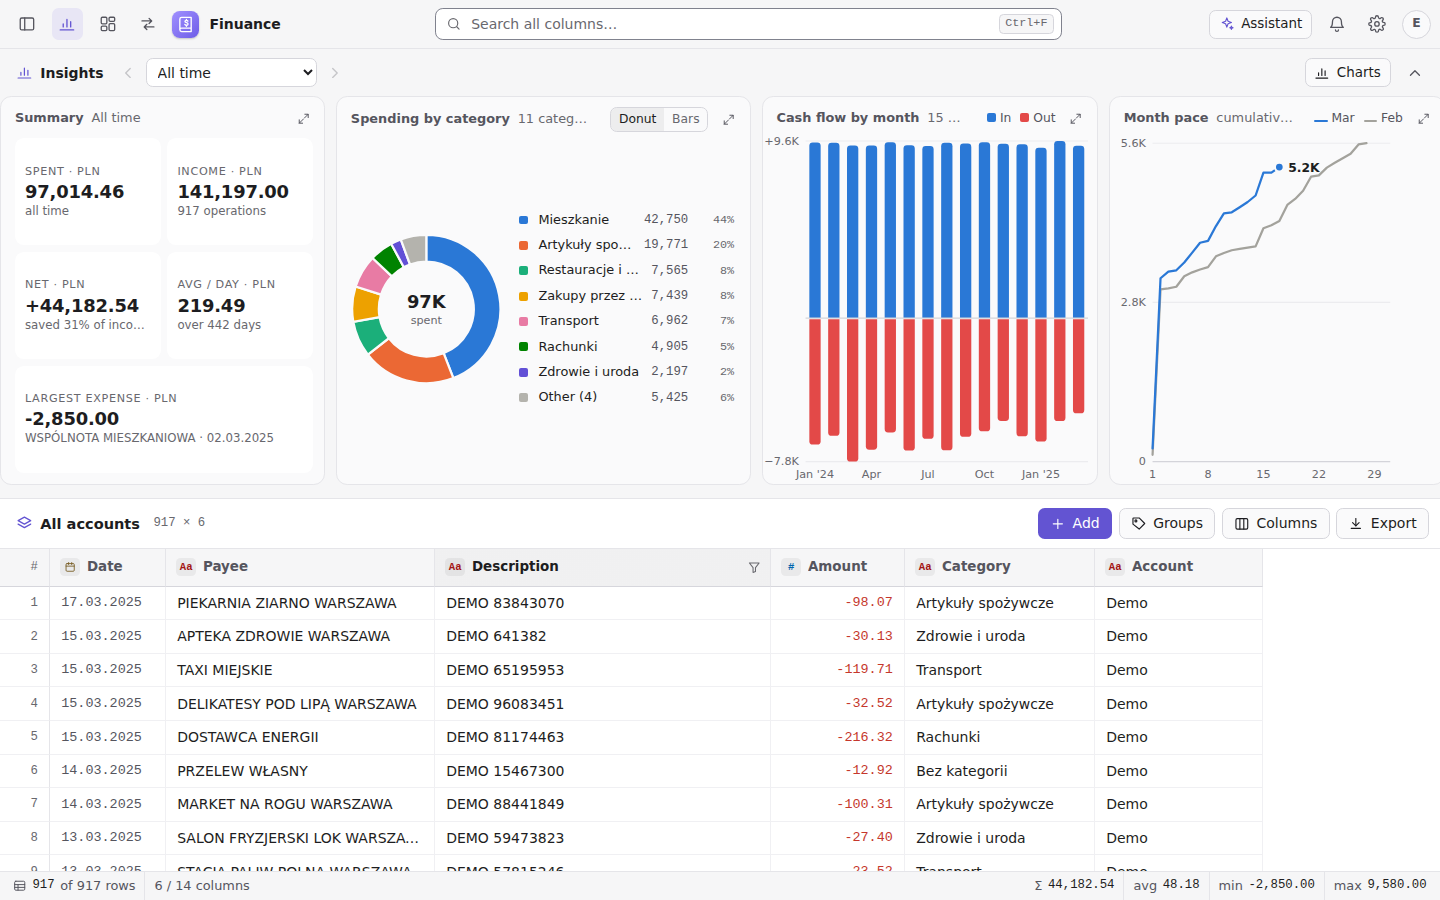 Finuance
Search all columns…
Ctrl+F
Assistant
E
Insights
All time
Charts
Summary All time
SPENT · PLN
97,014.46
all time
INCOME · PLN
141,197.00
917 operations
NET · PLN
+44,182.54
saved 31% of inco…
AVG / DAY · PLN
219.49
over 442 days
LARGEST EXPENSE · PLN
-2,850.00
WSPÓLNOTA MIESZKANIOWA · 02.03.2025
Spending by category 11 categ…
Donut Bars
97K
spent
Mieszkanie 42,750 44%
Artykuły spo… 19,771 20%
Restauracje i … 7,565 8%
Zakupy przez … 7,439 8%
Transport 6,962 7%
Rachunki 4,905 5%
Zdrowie i uroda 2,197 2%
Other (4) 5,425 6%
Cash flow by month 15 …
In Out
+9.6K
−7.8K
Jan '24 Apr Jul Oct Jan '25
Month pace cumulativ…
Mar Feb
5.6K
5.2K
2.8K
0
1 8 15 22 29
All accounts 917 × 6
Add
Groups
Columns
Export
# Date Payee Description Amount Category Account
1 17.03.2025 PIEKARNIA ZIARNO WARSZAWA DEMO 83843070 -98.07 Artykuły spożywcze Demo
2 15.03.2025 APTEKA ZDROWIE WARSZAWA DEMO 641382 -30.13 Zdrowie i uroda Demo
3 15.03.2025 TAXI MIEJSKIE DEMO 65195953 -119.71 Transport Demo
4 15.03.2025 DELIKATESY POD LIPĄ WARSZAWA DEMO 96083451 -32.52 Artykuły spożywcze Demo
5 15.03.2025 DOSTAWCA ENERGII DEMO 81174463 -216.32 Rachunki Demo
6 14.03.2025 PRZELEW WŁASNY DEMO 15467300 -12.92 Bez kategorii Demo
7 14.03.2025 MARKET NA ROGU WARSZAWA DEMO 88441849 -100.31 Artykuły spożywcze Demo
8 13.03.2025 SALON FRYZJERSKI LOK WARSZA… DEMO 59473823 -27.40 Zdrowie i uroda Demo
9 13.03.2025 STACJA PALIW POLNA WARSZAWA DEMO 57815246 -23.52 Transport Demo
917 of 917 rows
6 / 14 columns
Σ 44,182.54
avg 48.18
min -2,850.00
max 9,580.00